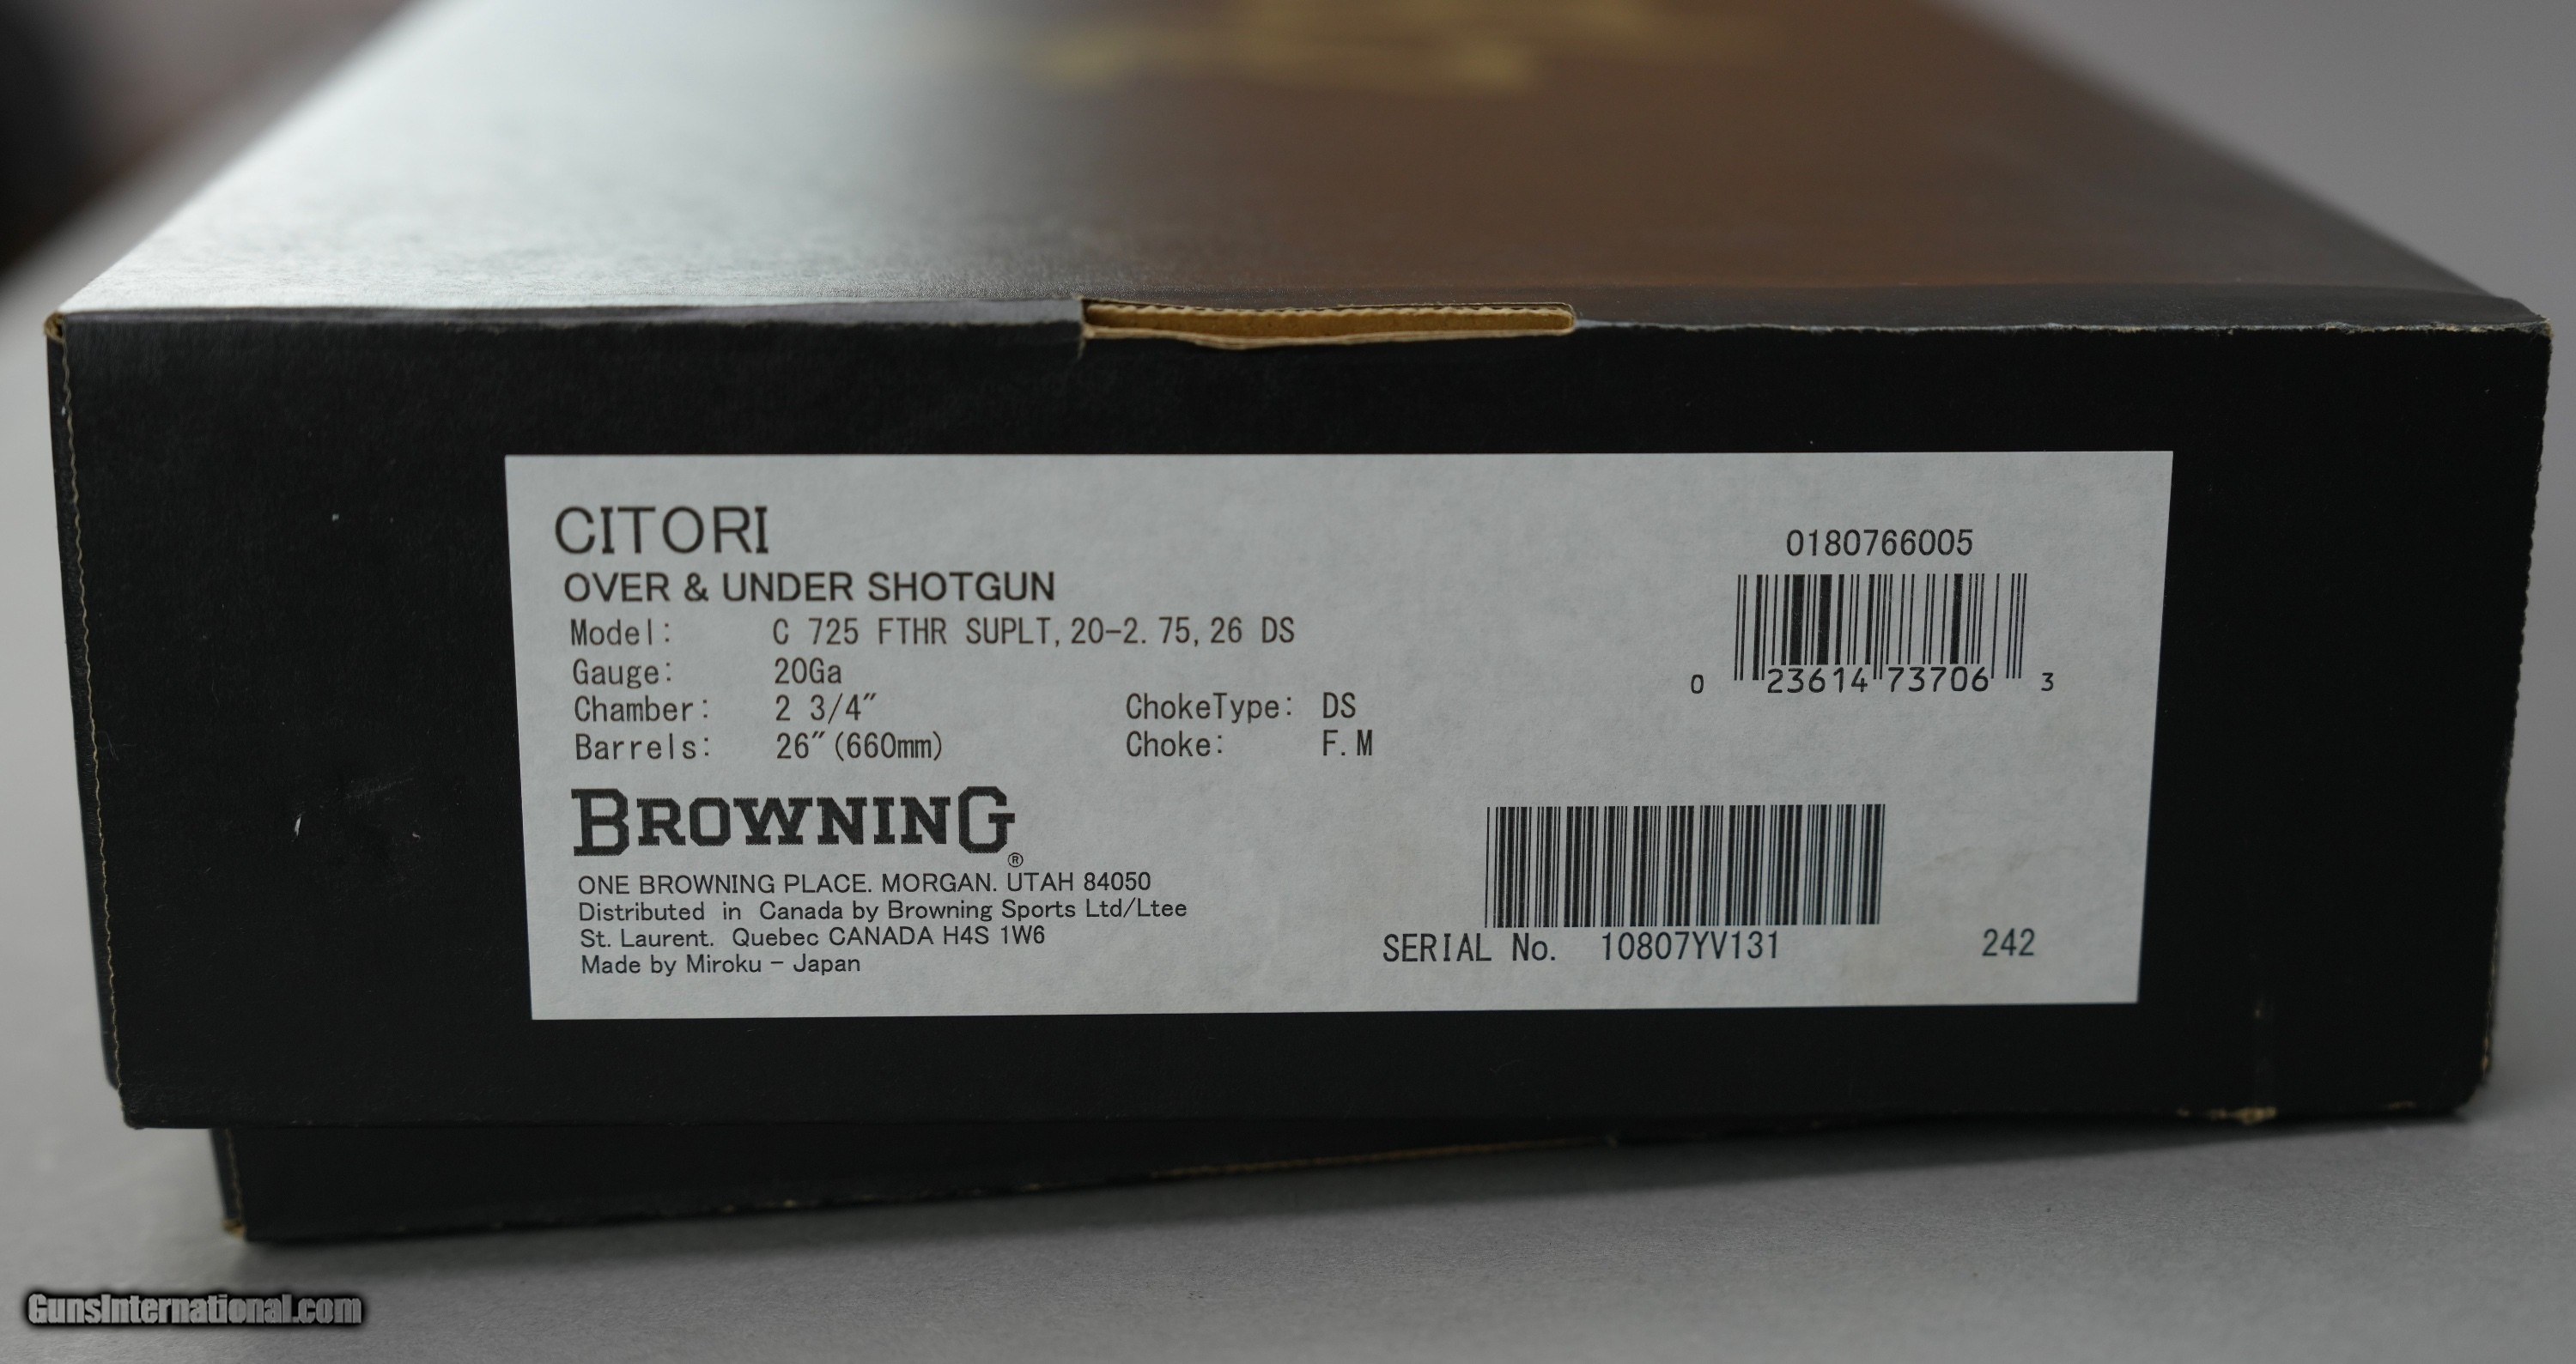 CITORI
OVER & UNDER SHOTGUN
Model: C 725 FTHR SUPLT, 20-2. 75, 26 DS
Gauge: 20Ga
Chamber: 2 3/4″ ChokeType: DS
Barrels: 26″(660mm) Choke: F. M
0180766005
0 23614 73706 3
BROWNING®
ONE BROWNING PLACE. MORGAN. UTAH 84050
Distributed in Canada by Browning Sports Ltd/Ltee
St. Laurent. Quebec CANADA H4S 1W6
Made by Miroku - Japan
SERIAL No. 10807YV131 242
GunsInternational.com